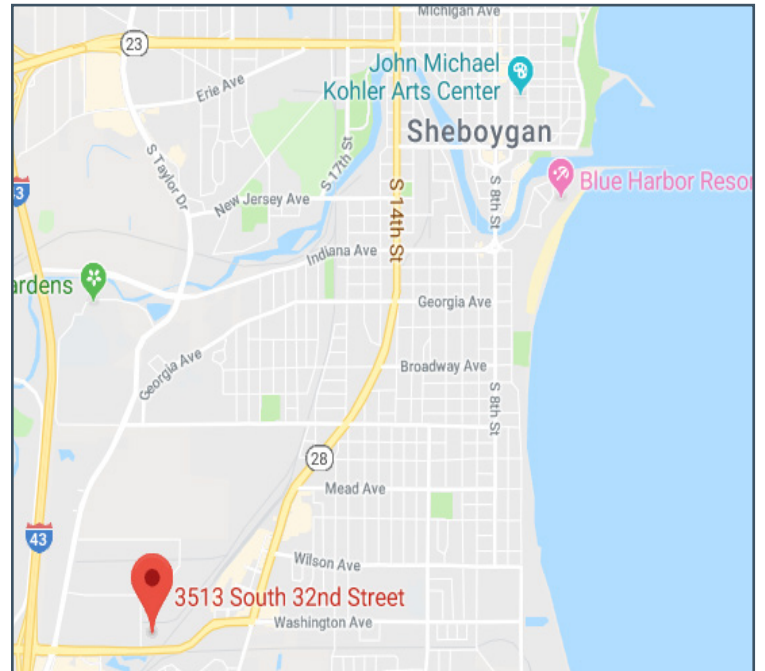 Michigan Ave
23
John Michael
Kohler Arts Center
Erie Ave
Sheboygan
S 17th St
S Taylor Dr
Blue Harbor Resor
S 8th St
S 14th St
New Jersey Ave
Indiana Ave
ardens
Georgia Ave
Georgia Ave
Broadway Ave
S 8th St
28
Mead Ave
43
Wilson Ave
3513 South 32nd Street
Washington Ave